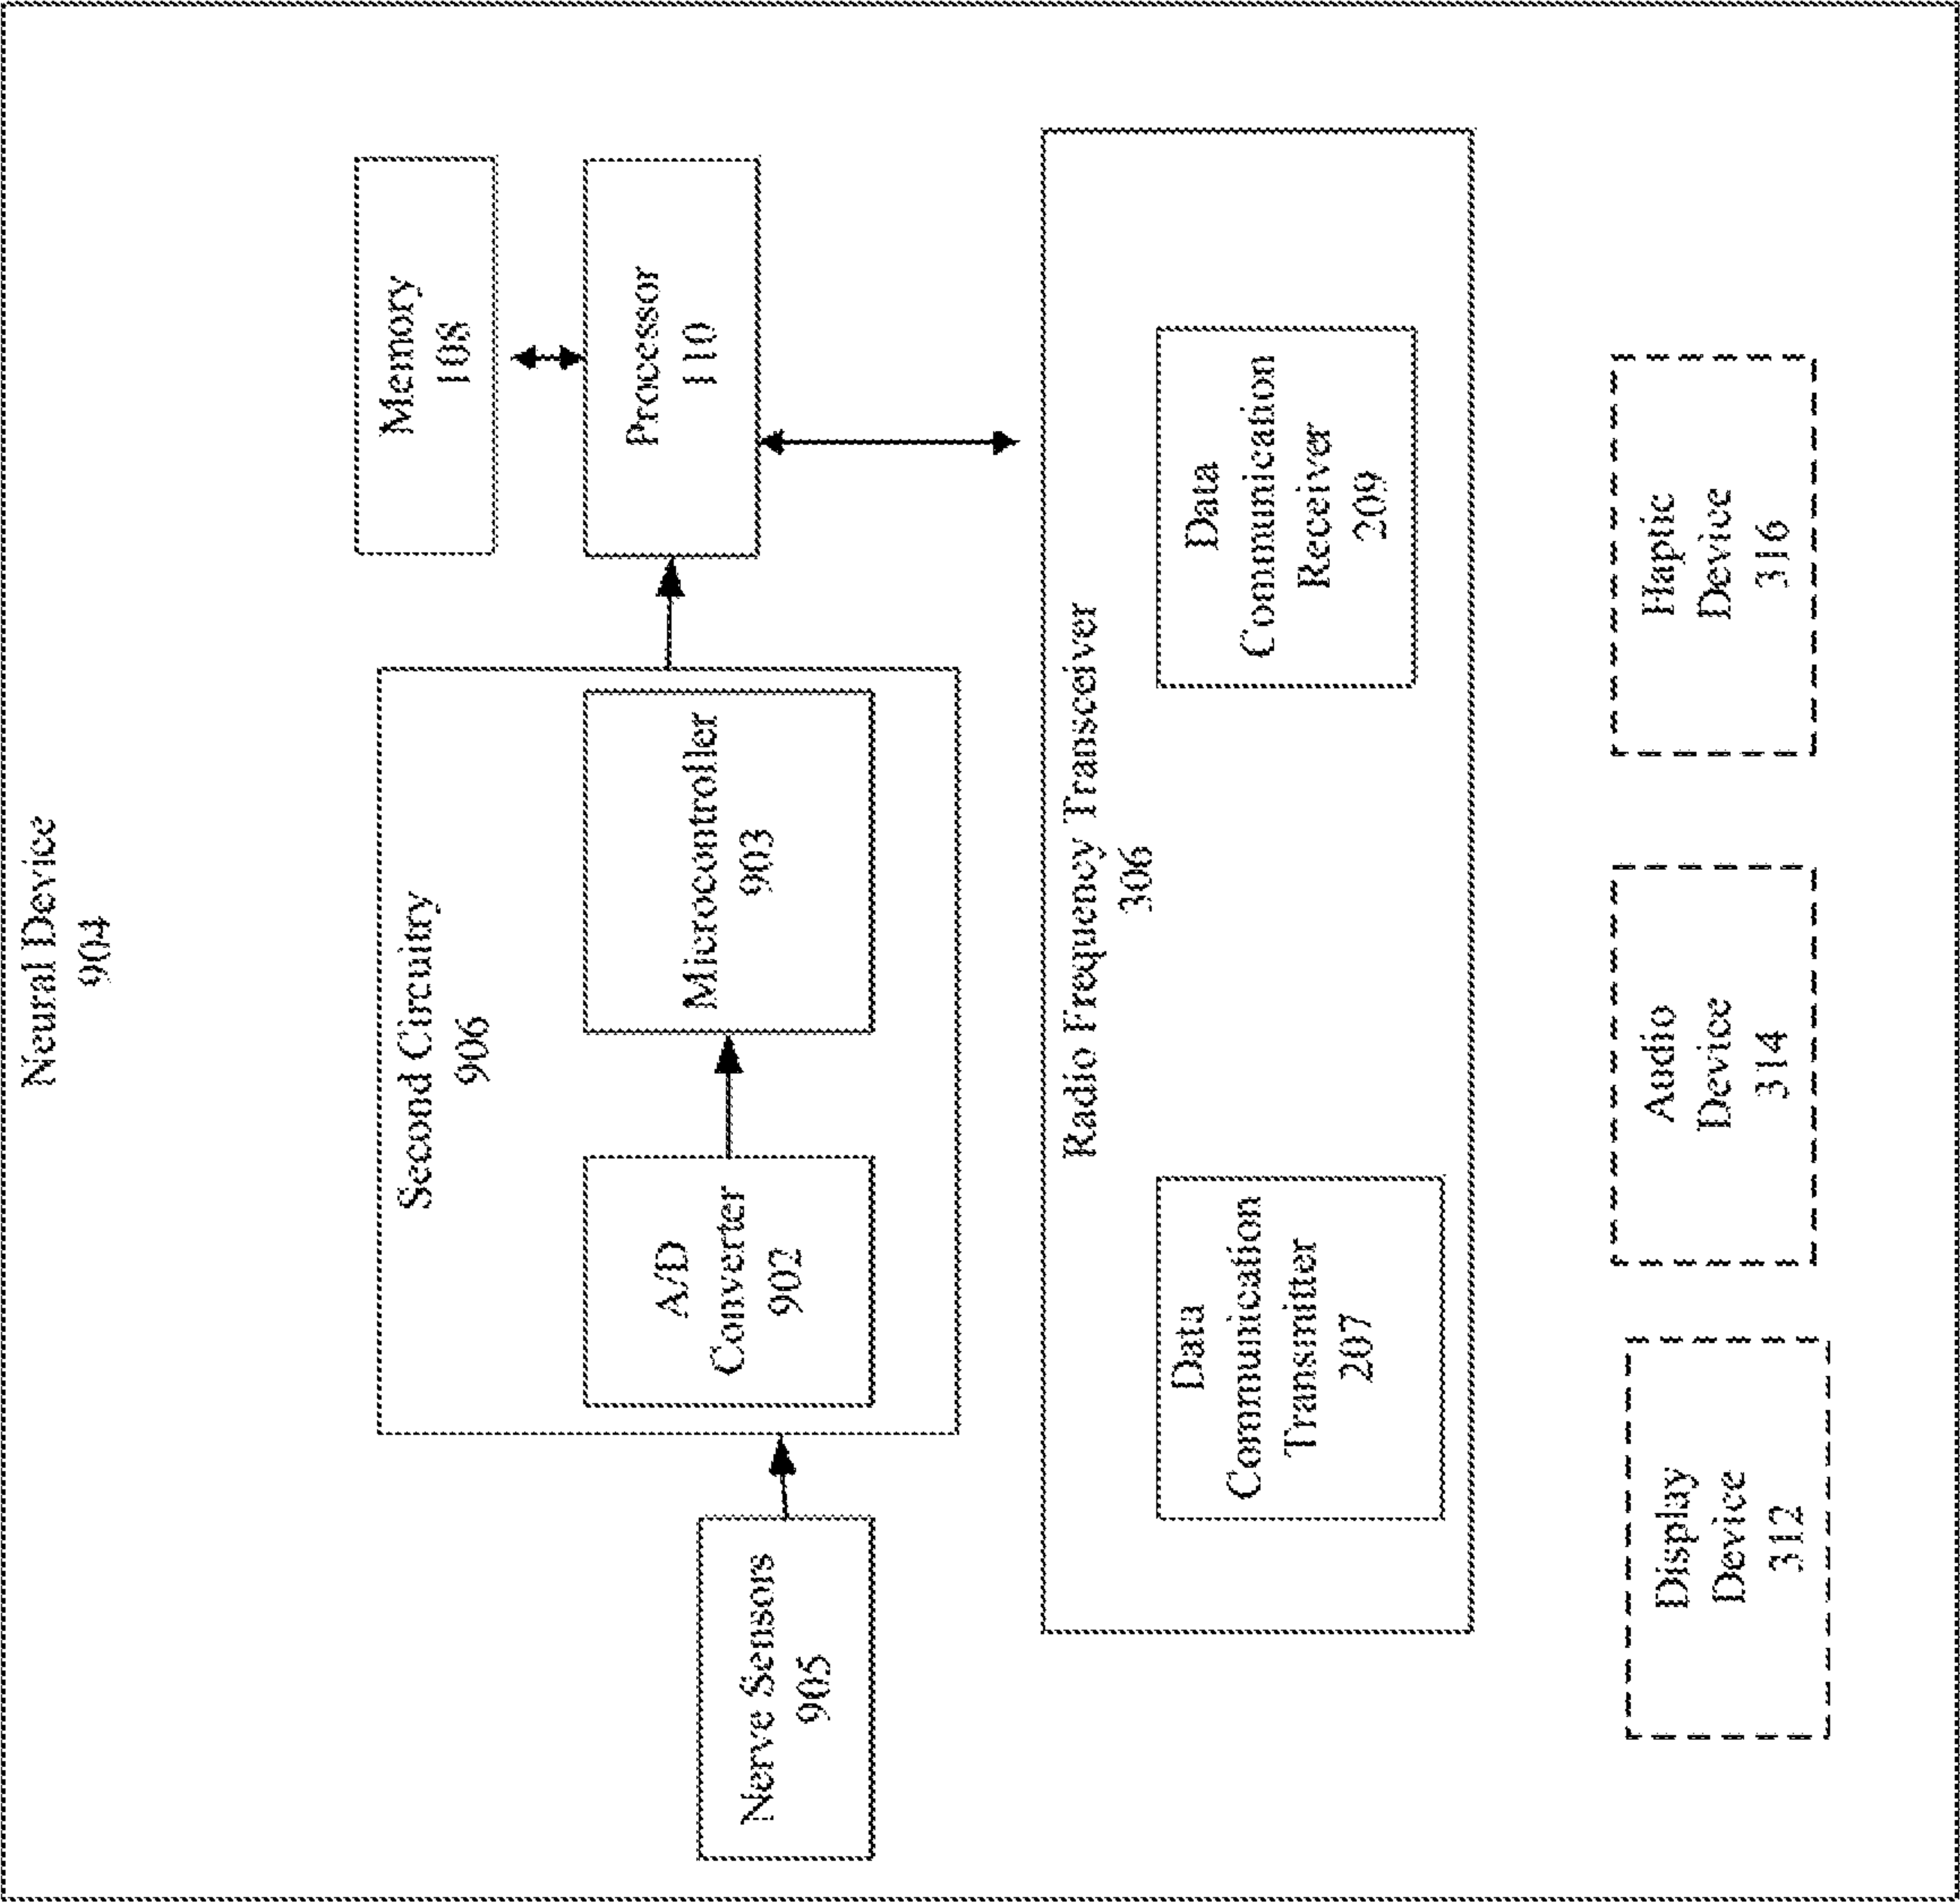 Neural Device
904
Second Circuitry
906
Memory
108
Nerve Sensors
905
A/D
Converter
902
Microcontroller
903
Processor
110
Radio Frequency Transceiver
306
Data
Communication
Transmitter
207
Data
Communication
Receiver
209
Display
Device
312
Audio
Device
314
Haptic
Device
316